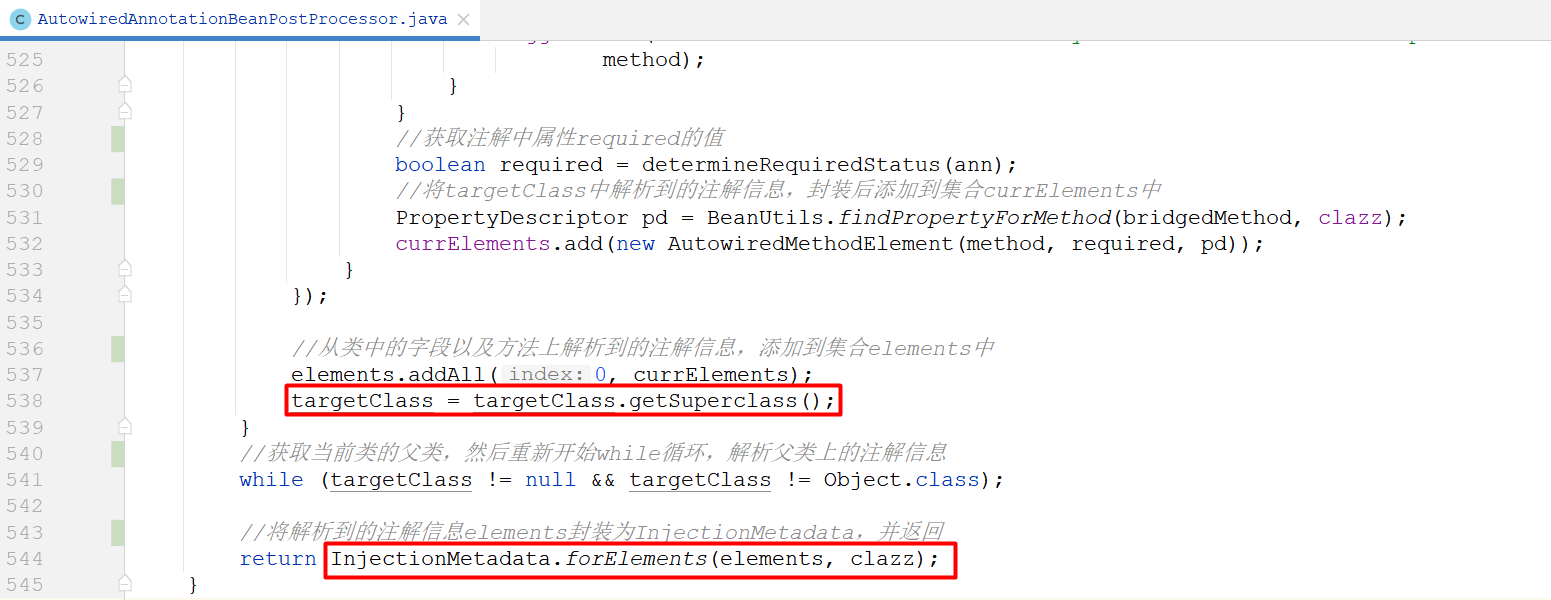 C AutowiredAnnotationBeanPostProcessor.java ×
525 method);
526 }
527 }
528 //获取注解中属性required的值
529 boolean required = determineRequiredStatus(ann);
530 //将targetClass中解析到的注解信息，封装后添加到集合currElements中
531 PropertyDescriptor pd = BeanUtils.findPropertyForMethod(bridgedMethod, clazz);
532 currElements.add(new AutowiredMethodElement(method, required, pd));
533 }
534 });
535
536 //从类中的字段以及方法上解析到的注解信息，添加到集合elements中
537 elements.addAll( index: 0, currElements);
538 targetClass = targetClass.getSuperclass();
539 }
540 //获取当前类的父类，然后重新开始while循环，解析父类上的注解信息
541 while (targetClass != null && targetClass != Object.class);
542
543 //将解析到的注解信息elements封装为InjectionMetadata，并返回
544 return InjectionMetadata.forElements(elements, clazz);
545 }